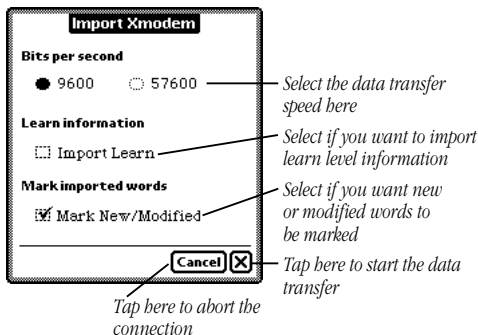 Import Xmodem
Bits per second
9600 57600
Select the data transfer
speed here
Learn information
Import Learn
Select if you want to import
learn level information
Mark imported words
Mark New/Modified
Select if you want new
or modified words to
be marked
Cancel X
Tap here to start the data
transfer
Tap here to abort the
connection